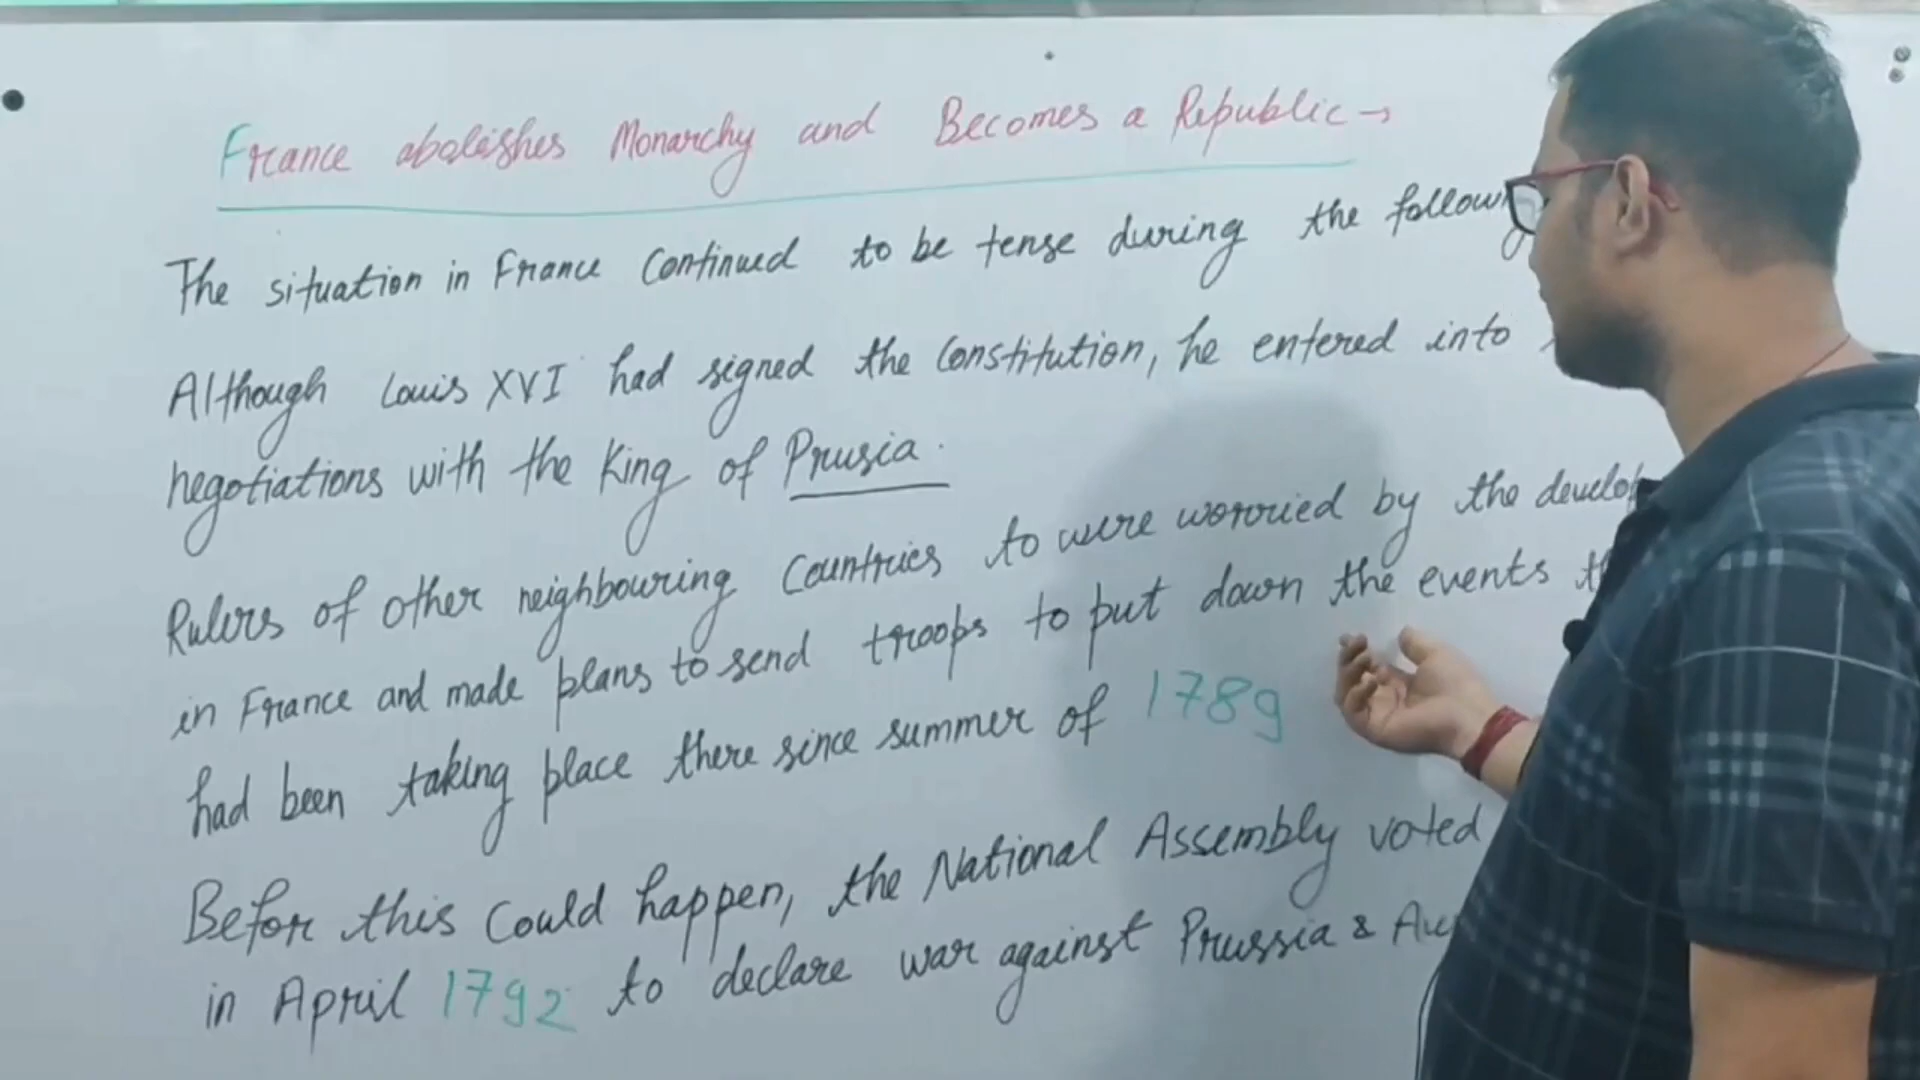 France abolishes Monarchy and Becomes a Republic →
The situation in France Continued to be tense during the
Although Louis XVI had signed the Constitution, he entered into
negotiations with the King of Prusia.
Rulers of other neighbouring Countries to were worried by the
in France and made plans to send troops to put down the events
had been taking place there since summer of 1789
Before this Could happen, the National Assembly voted
in April 1792 to declare war against Prussia &